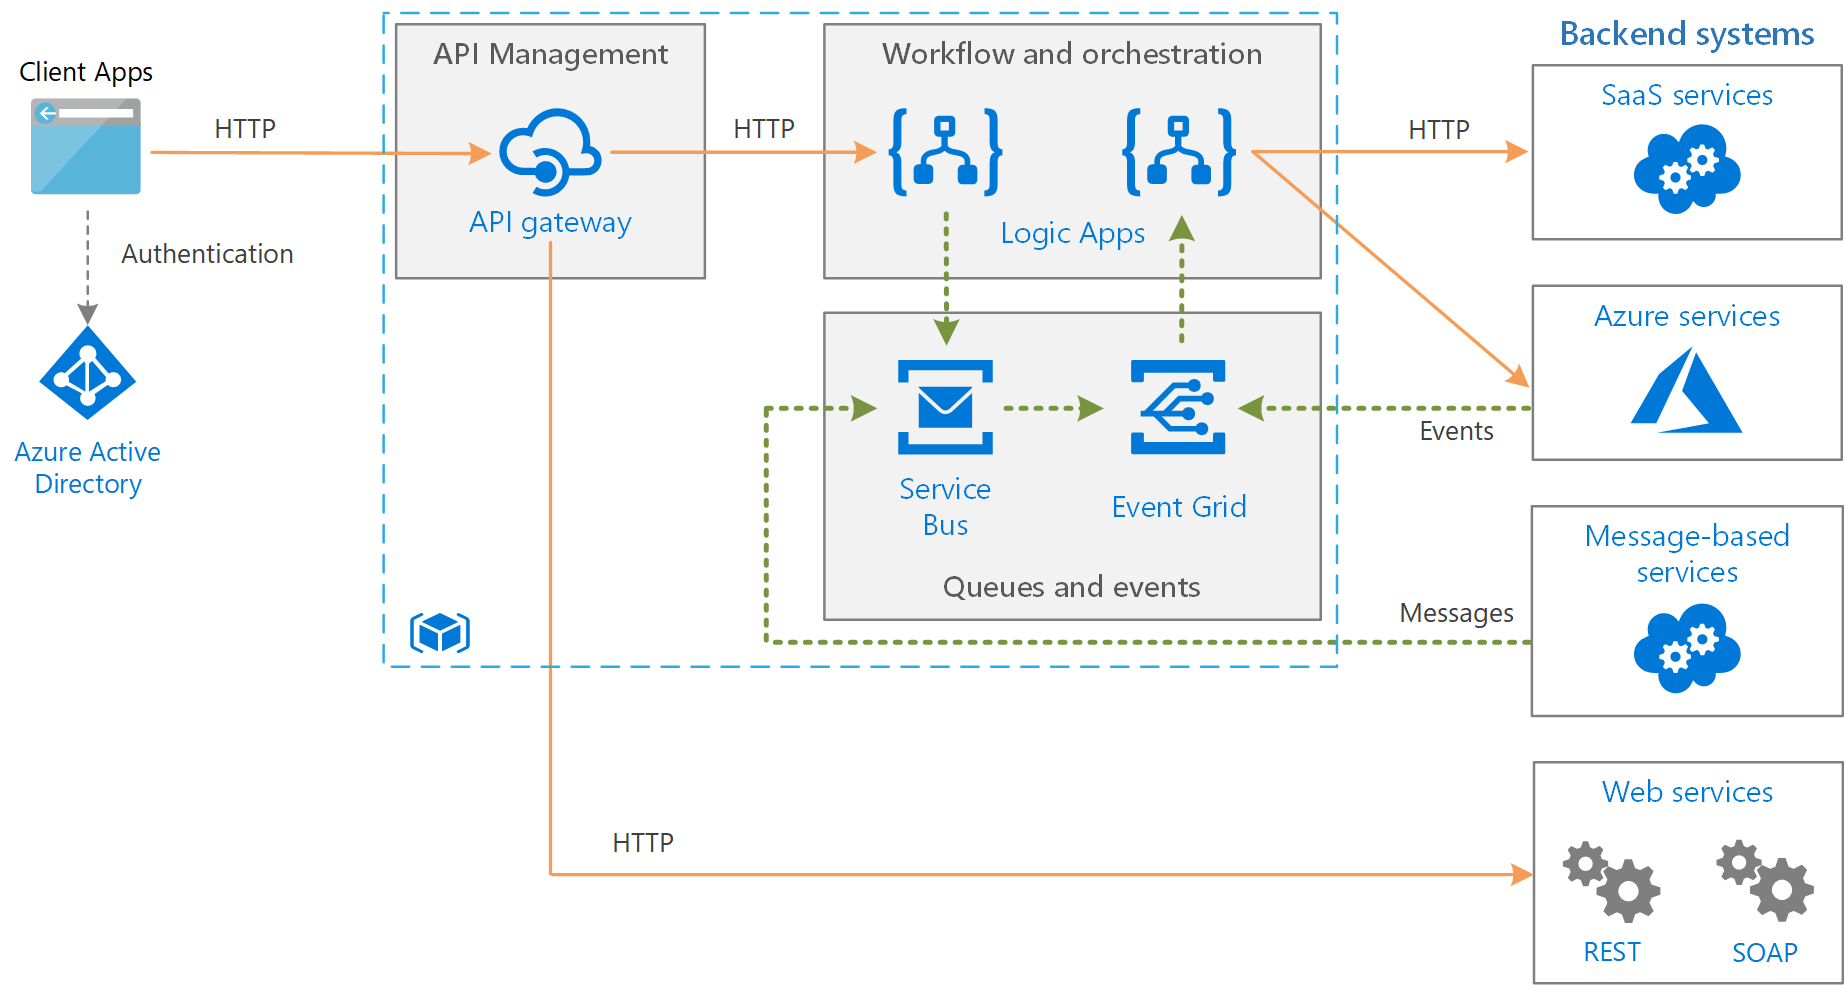 Client Apps
HTTP
Authentication
Azure Active
Directory
API Management
API gateway
HTTP
Workflow and orchestration
Logic Apps
Service
Bus
Event Grid
Queues and events
HTTP
Events
Messages
HTTP
Backend systems
SaaS services
Azure services
Message-based
services
Web services
REST
SOAP